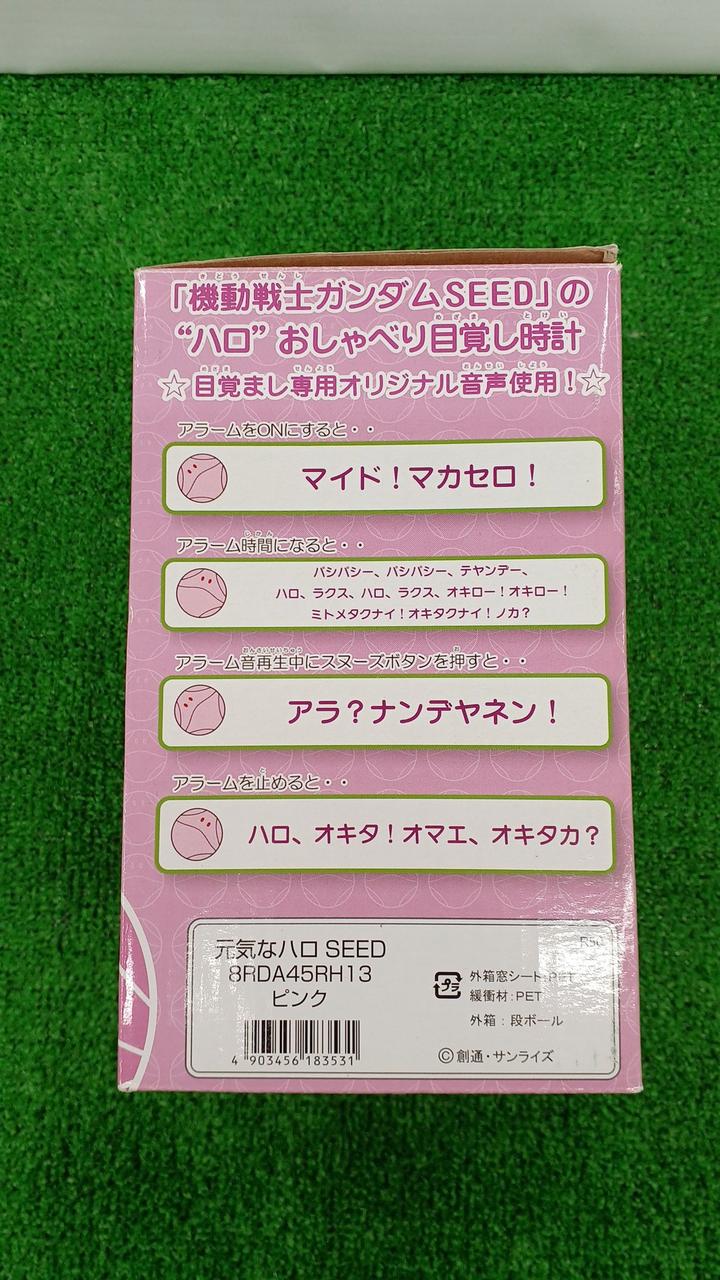 「機動戦士ガンダムSEED」の
“ハロ” おしゃべり目覚し時計
☆目覚まし専用オリジナル音声使用！☆
アラームをONにすると・・
マイド！マカセロ！
アラーム時間になると・・
バシバシー、バシバシー、テヤンデー、
ハロ、ラクス、ハロ、ラクス、オキロー！オキロー！
ミトメタクナイ！オキタクナイ！ノカ？
アラーム音再生中にスヌーズボタンを押すと・・
アラ？ナンデヤネン！
アラームを止めると・・
ハロ、オキタ！オマエ、オキタカ？
元気なハロ SEED
8RDA45RH13
ピンク
4 903456 183531
プラ
外箱窓シート:PET
緩衝材:PET
外箱：段ボール
©創通・サンライズ